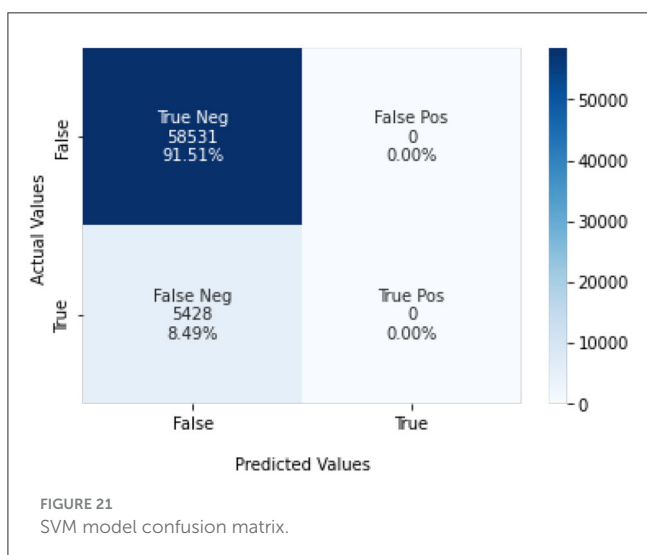 True Neg
58531
91.51%
False Pos
0
0.00%
False Neg
5428
8.49%
True Pos
0
0.00%
False
True
Actual Values
False
True
Predicted Values
50000
40000
30000
20000
10000
0
FIGURE 21
SVM model confusion matrix.